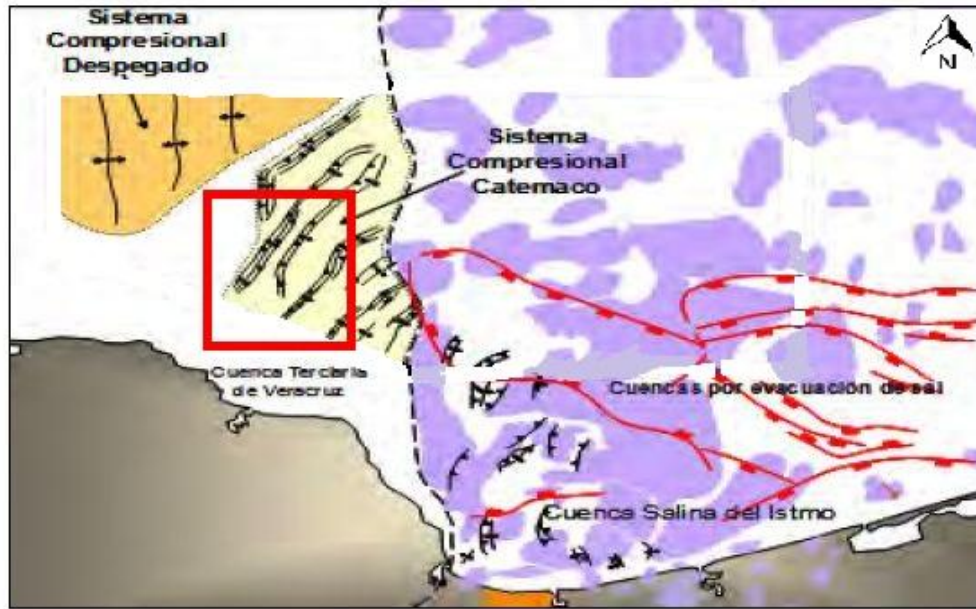 Sistema
Compresional
Despegado
N
Sistema
Compresional
Catemaco
Cuenca Terciaria
de Veracruz
Cuencas por evacuación de sal
Cuenca Salina del Istmo